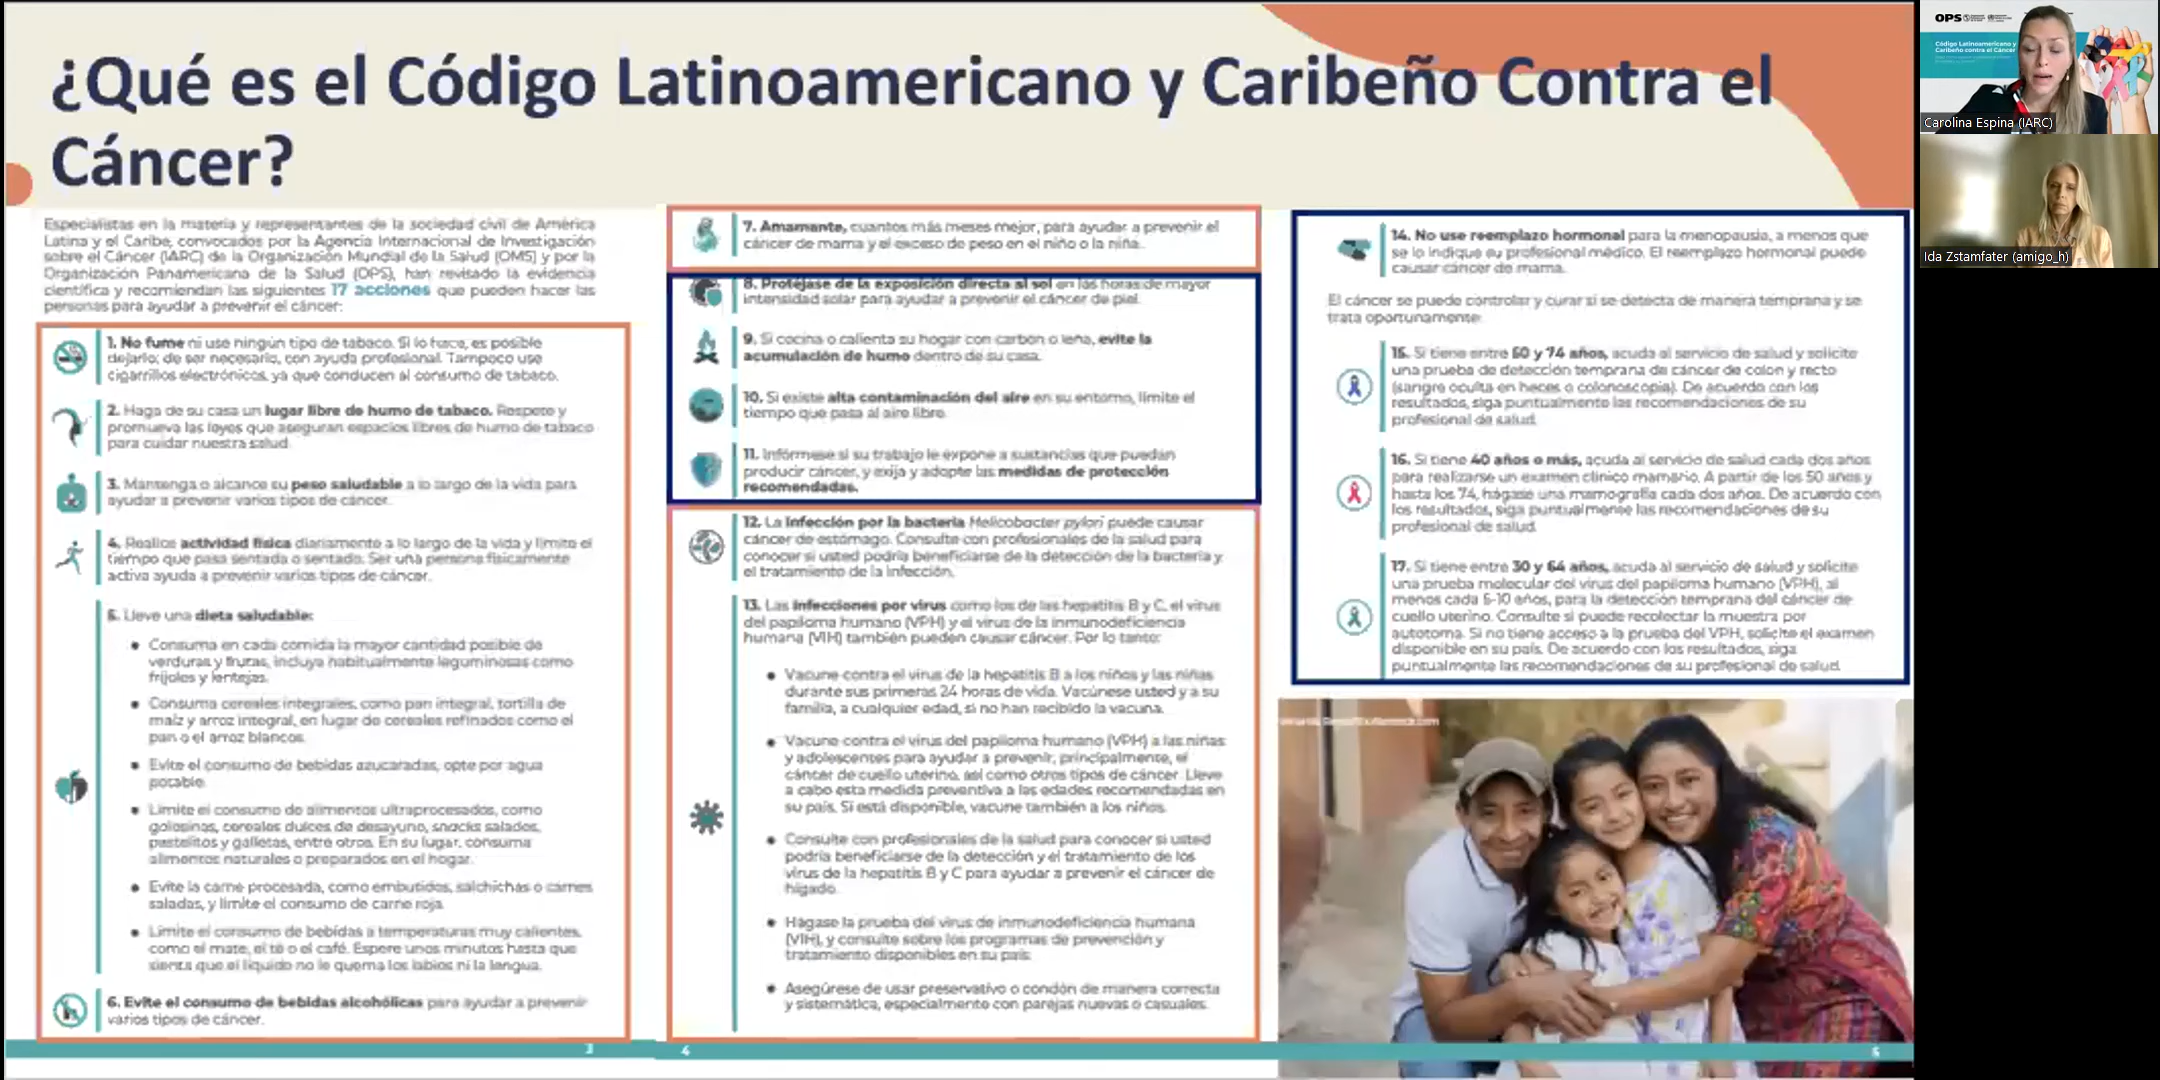 ¿Qué es el Código Latinoamericano y Caribeño Contra el
Cáncer?
Especialistas en la materia y representantes de la sociedad civil de América
Latina y el Caribe, convocados por la Agencia Internacional de Investigación
sobre el Cáncer (IARC) de la Organización Mundial de la Salud (OMS) y por la
Organización Panamericana de la Salud (OPS), han revisado la evidencia
científica y recomiendan las siguientes 17 acciones que pueden hacer las
personas para ayudar a prevenir el cáncer:
1. No fume ni use ningún tipo de tabaco. Si lo hace, es posible
dejarlo; de ser necesario, con ayuda profesional. Tampoco use
cigarrillos electrónicos, ya que conducen al consumo de tabaco.
2. Haga de su casa un lugar libre de humo de tabaco. Respete y
promueva las leyes que aseguran espacios libres de humo de tabaco
para cuidar nuestra salud.
3. Mantenga o alcance su peso saludable a lo largo de la vida para
ayudar a prevenir varios tipos de cáncer.
4. Realice actividad física diariamente a lo largo de la vida y limite el
tiempo que pasa sentada o sentado. Ser una persona físicamente
activa ayuda a prevenir varios tipos de cáncer.
5. Lleve una dieta saludable:
• Consuma en cada comida la mayor cantidad posible de
verduras y frutas, incluya habitualmente leguminosas como
frijoles y lentejas.
• Consuma cereales integrales, como pan integral, tortilla de
maíz y arroz integral, en lugar de cereales refinados como el
pan o el arroz blancos.
• Evite el consumo de bebidas azucaradas, opte por agua
potable.
• Limite el consumo de alimentos ultraprocesados, como
golosinas, cereales dulces de desayuno, snacks salados,
pastelitos y galletas, entre otros. En su lugar, consuma
alimentos naturales o preparados en el hogar.
• Evite la carne procesada, como embutidos, salchichas o carnes
saladas, y limite el consumo de carne roja.
• Limite el consumo de bebidas a temperaturas muy calientes,
como el mate, el té o el café. Espere unos minutos hasta que
sienta que el líquido no le quema los labios ni la lengua.
6. Evite el consumo de bebidas alcohólicas para ayudar a prevenir
varios tipos de cáncer.
3
7. Amamante, cuantos más meses mejor, para ayudar a prevenir el
cáncer de mama y el exceso de peso en el niño o la niña.
8. Protéjase de la exposición directa al sol en las horas de mayor
intensidad solar para ayudar a prevenir el cáncer de piel.
9. Si cocina o calienta su hogar con carbón o leña, evite la
acumulación de humo dentro de su casa.
10. Si existe alta contaminación del aire en su entorno, limite el
tiempo que pasa al aire libre.
11. Infórmese si su trabajo le expone a sustancias que puedan
producir cáncer, y exija y adopte las medidas de protección
recomendadas.
12. La infección por la bacteria Helicobacter pylori puede causar
cáncer de estómago. Consulte con profesionales de la salud para
conocer si usted podría beneficiarse de la detección de la bacteria y
el tratamiento de la infección.
13. Las infecciones por virus como los de las hepatitis B y C, el virus
del papiloma humano (VPH) y el virus de la inmunodeficiencia
humana (VIH) también pueden causar cáncer. Por lo tanto:
• Vacune contra el virus de la hepatitis B a los niños y las niñas
durante sus primeras 24 horas de vida. Vacúnese usted y a su
familia, a cualquier edad, si no han recibido la vacuna.
• Vacune contra el virus del papiloma humano (VPH) a las niñas
y adolescentes para ayudar a prevenir, principalmente, el
cáncer de cuello uterino, así como otros tipos de cáncer. Lleve
a cabo esta medida preventiva a las edades recomendadas en
su país. Si está disponible, vacune también a los niños.
• Consulte con profesionales de la salud para conocer si usted
podría beneficiarse de la detección y el tratamiento de los
virus de la hepatitis B y C para ayudar a prevenir el cáncer de
hígado.
• Hágase la prueba del virus de inmunodeficiencia humana
(VIH), y consulte sobre los programas de prevención y
tratamiento disponibles en su país.
• Asegúrese de usar preservativo o condón de manera correcta
y sistemática, especialmente con parejas nuevas o casuales.
4
14. No use reemplazo hormonal para la menopausia, a menos que
se lo indique su profesional médico. El reemplazo hormonal puede
causar cáncer de mama.
El cáncer se puede controlar y curar si se detecta de manera temprana y se
trata oportunamente:
15. Si tiene entre 50 y 74 años, acuda al servicio de salud y solicite
una prueba de detección temprana de cáncer de colon y recto
(sangre oculta en heces o colonoscopia). De acuerdo con los
resultados, siga puntualmente las recomendaciones de su
profesional de salud.
16. Si tiene 40 años o más, acuda al servicio de salud cada dos años
para realizarse un examen clínico mamario. A partir de los 50 años y
hasta los 74, hágase una mamografía cada dos años. De acuerdo con
los resultados, siga puntualmente las recomendaciones de su
profesional de salud.
17. Si tiene entre 30 y 64 años, acuda al servicio de salud y solicite
una prueba molecular del virus del papiloma humano (VPH), al
menos cada 5-10 años, para la detección temprana del cáncer de
cuello uterino. Consulte si puede recolectar la muestra por
autotoma. Si no tiene acceso a la prueba del VPH, solicite el examen
disponible en su país. De acuerdo con los resultados, siga
puntualmente las recomendaciones de su profesional de salud.
OPS
Código Latinoamericano y
Caribeño contra el Cáncer
Carolina Espina (IARC)
Ida Zstamfater (amigo_h)